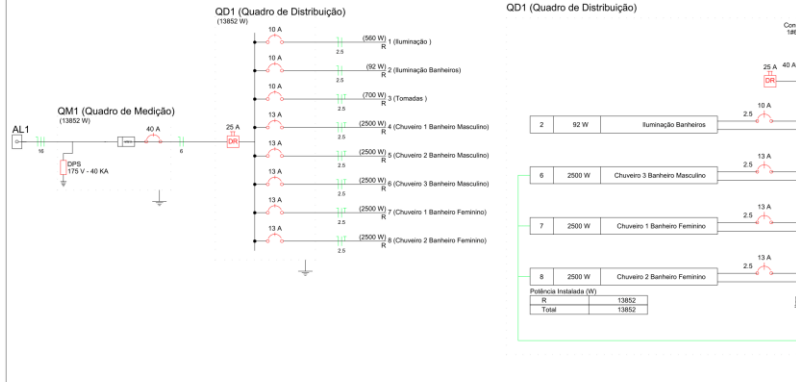 QD1 (Quadro de Distribuição)
(13852 W)
10 A
(560 W)
R
1 (Iluminação )
2.5
10 A
(92 W)
R
2 (Iluminação Banheiros)
2.5
10 A
(700 W)
R
3 (Tomadas )
2.5
13 A
(2500 W)
R
4 (Chuveiro 1 Banheiro Masculino)
2.5
13 A
(2500 W)
R
5 (Chuveiro 2 Banheiro Masculino)
2.5
13 A
(2500 W)
R
6 (Chuveiro 3 Banheiro Masculino)
2.5
13 A
(2500 W)
R
7 (Chuveiro 1 Banheiro Feminino)
2.5
13 A
(2500 W)
R
8 (Chuveiro 2 Banheiro Feminino)
2.5
QM1 (Quadro de Medição)
(13852 W)
AL1
16
40 A
6
25 A
DR
DPS
175 V - 40 KA
QD1 (Quadro de Distribuição)
Con
25 A 40 A
DR
2 92 W Iluminação Banheiros 2.5 10 A
6 2500 W Chuveiro 3 Banheiro Masculino 2.5 13 A
7 2500 W Chuveiro 1 Banheiro Feminino 2.5 13 A
8 2500 W Chuveiro 2 Banheiro Feminino 2.5 13 A
Potência Instalada (W)
R 13852
Total 13852